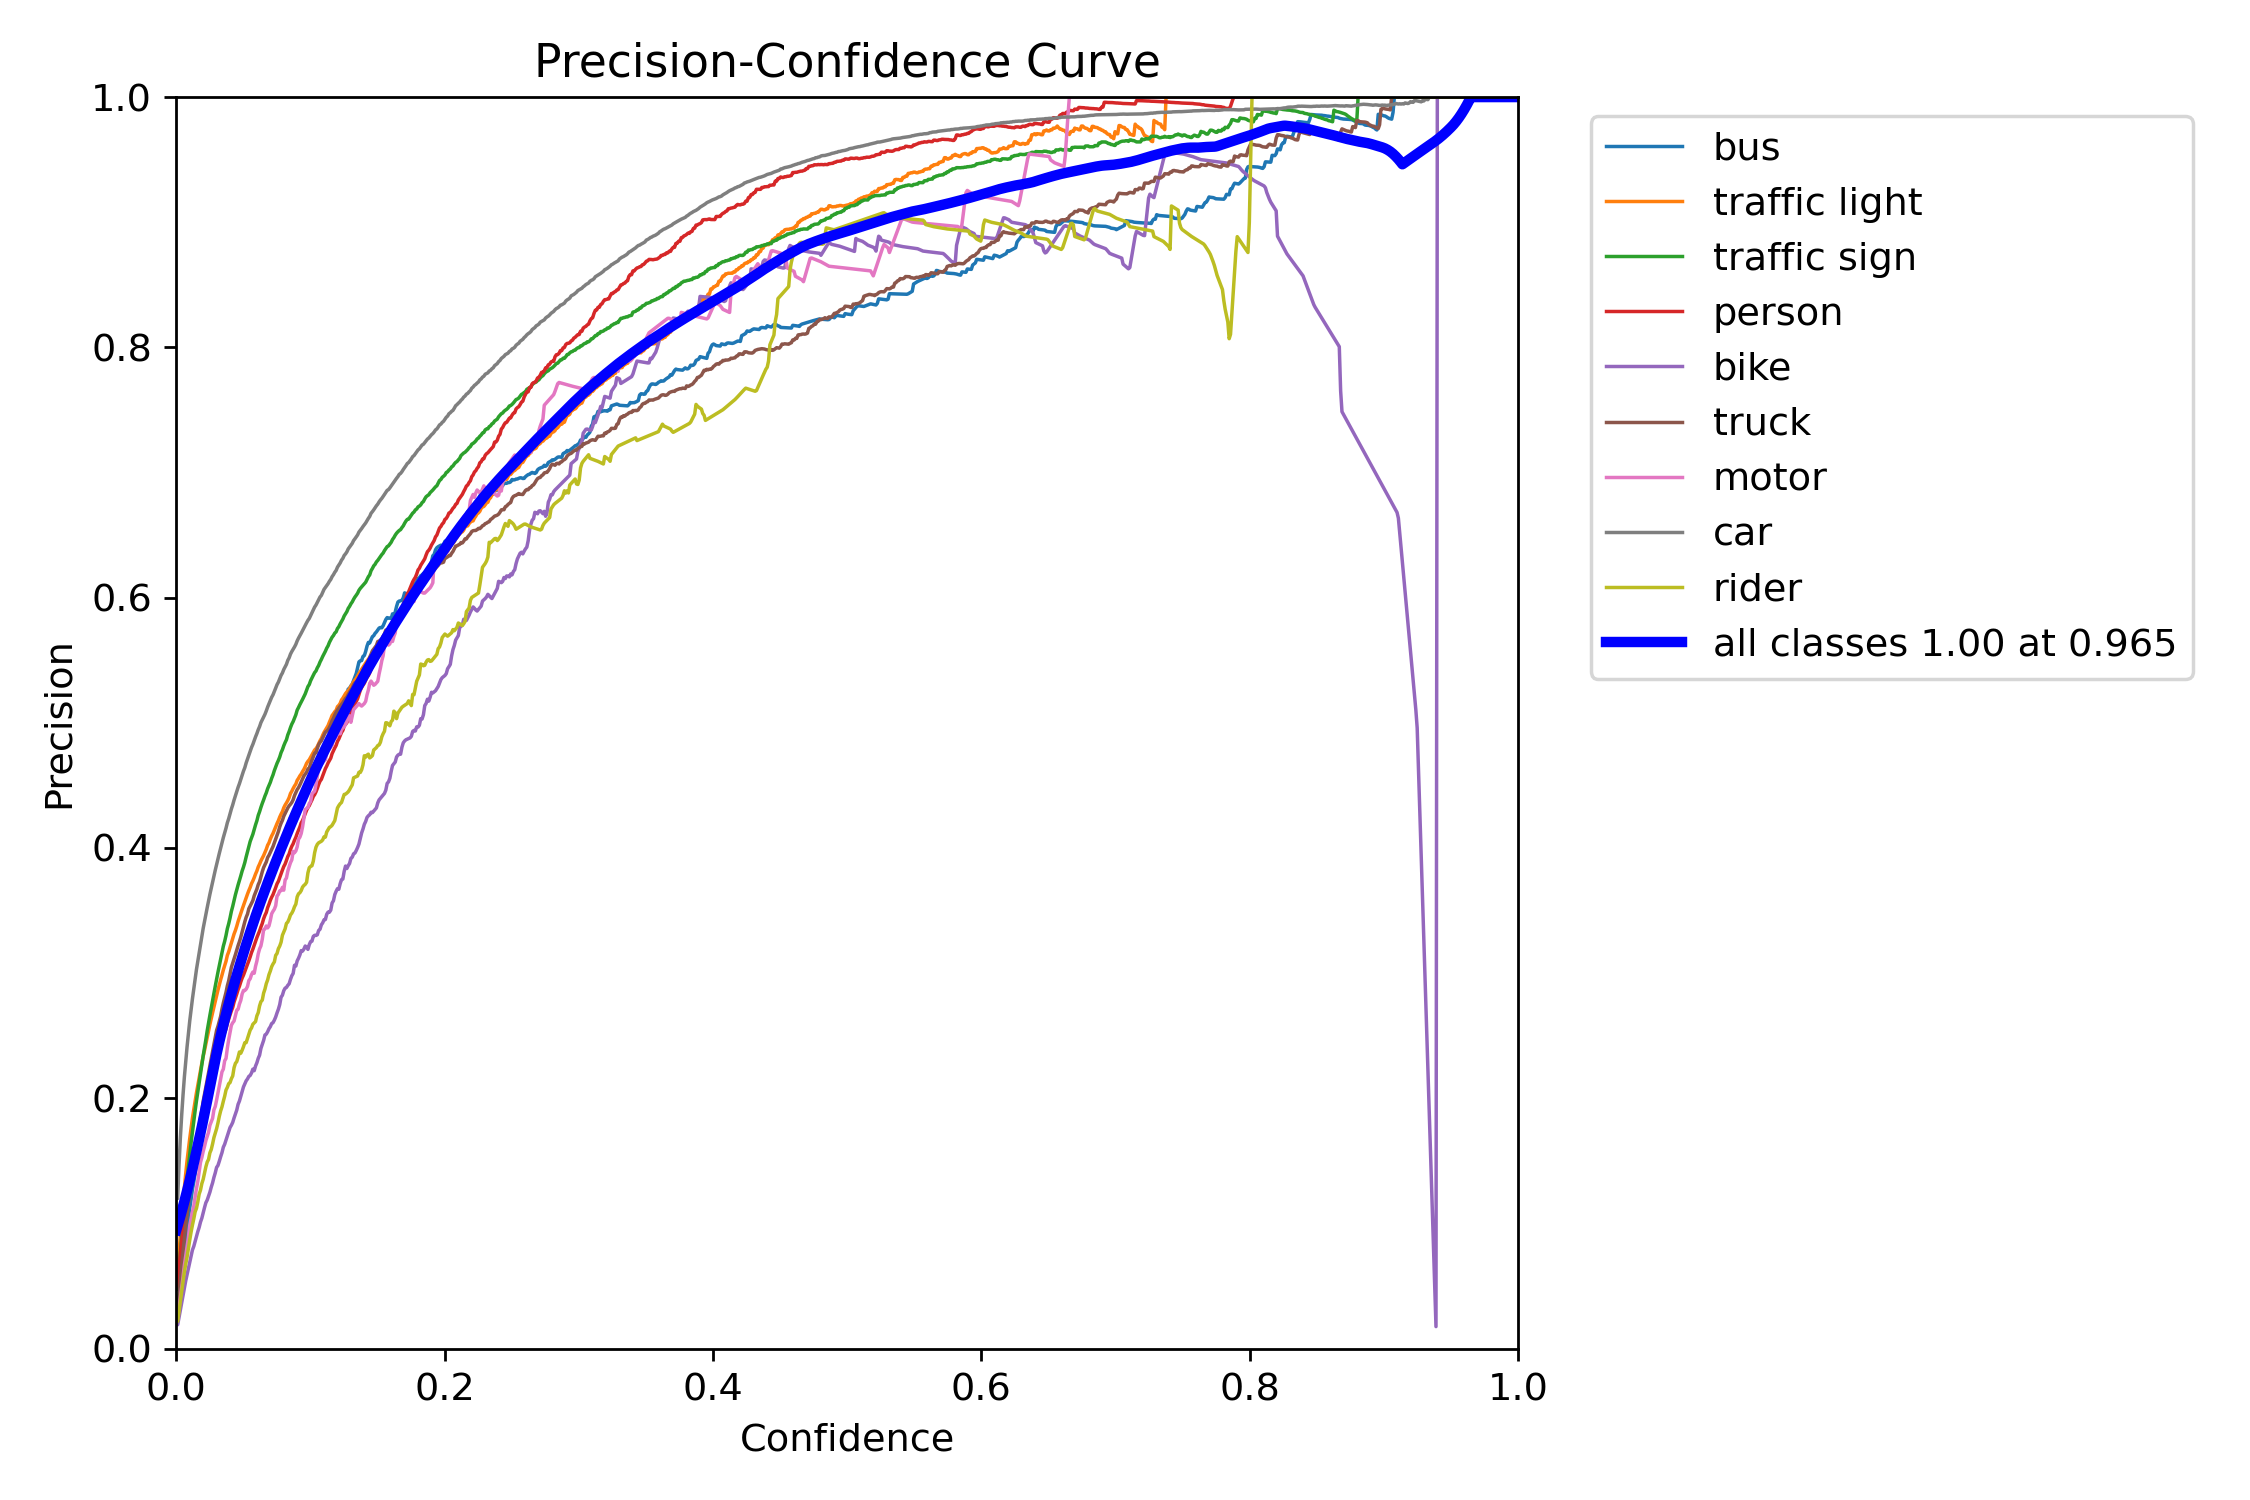 Precision-Confidence Curve
1.0
0.8
0.6
0.4
0.2
0.0
Precision
0.0
0.2
0.4
0.6
0.8
1.0
Confidence
bus
traffic light
traffic sign
person
bike
truck
motor
car
rider
all classes 1.00 at 0.965